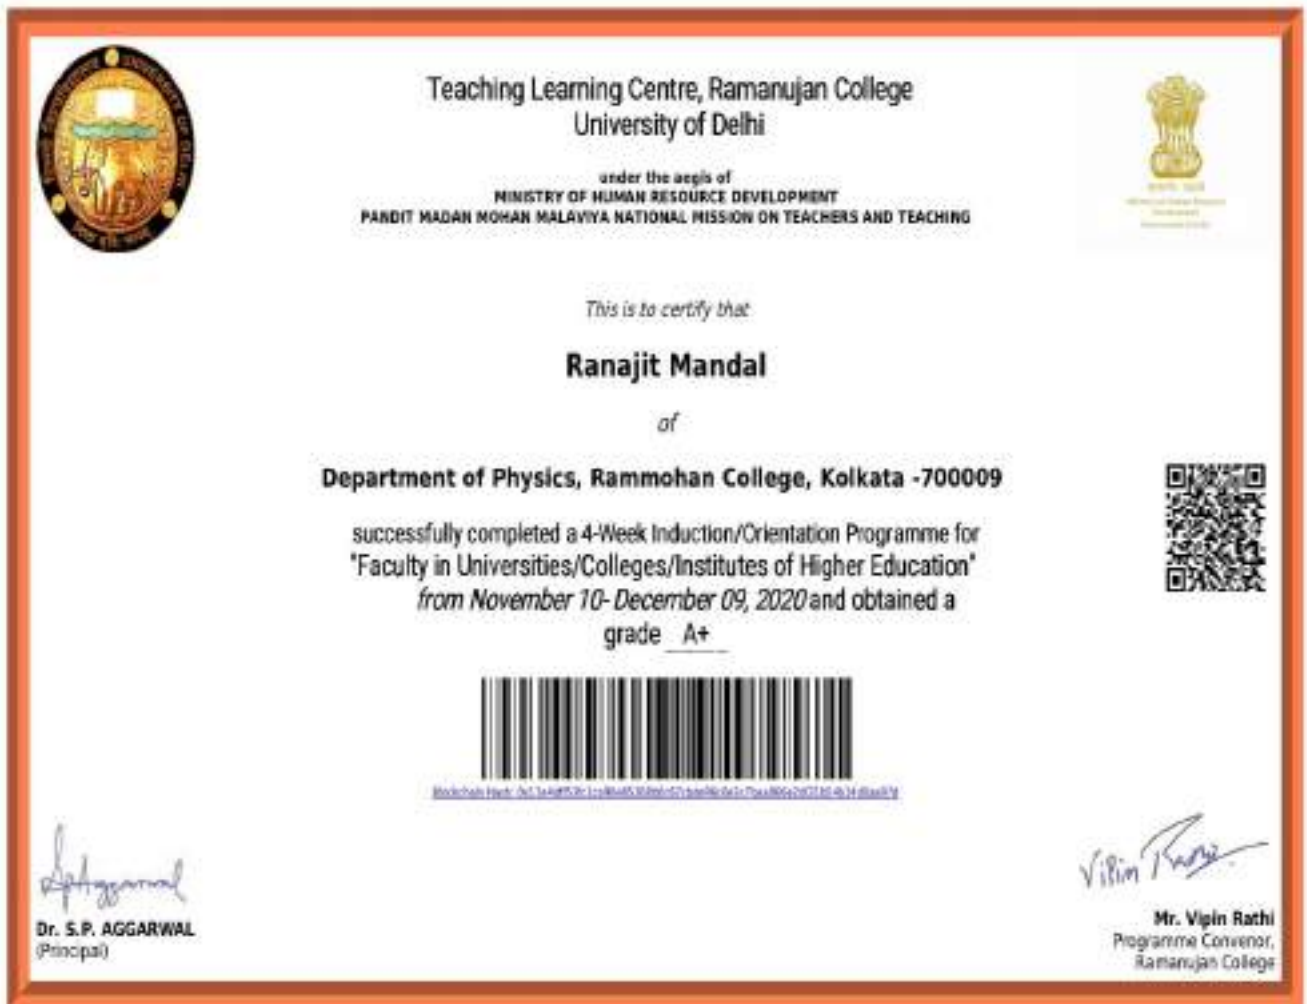 Teaching Learning Centre, Ramanujan College
University of Delhi
under the aegis of
MINISTRY OF HUMAN RESOURCE DEVELOPMENT
PANDIT MADAN MOHAN MALAVIYA NATIONAL MISSION ON TEACHERS AND TEACHING
This is to certify that
Ranajit Mandal
of
Department of Physics, Rammohan College, Kolkata -700009
successfully completed a 4-Week Induction/Orientation Programme for
"Faculty in Universities/Colleges/Institutes of Higher Education"
from November 10- December 09, 2020 and obtained a
grade A+
Blockchain Hash:
Dr. S.P. AGGARWAL
(Principal)
Vipin
Mr. Vipin Rathi
Programme Convenor,
Ramanujan College